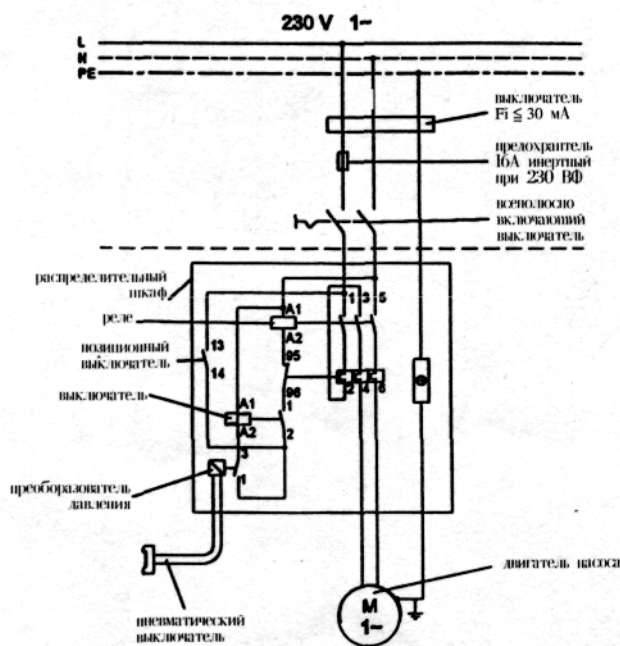 230 V 1~
L
N
PE
выключатель
Fi ≦ 30 мА
предохрантель
16А инертный
при 230 ВФ
всеполюсно
включающий
выключатель
распределительный
шкаф
реле
позиционный
выключатель
выключатель
преоборазователь
давления
пневматический
выключатель
двигатель насоса
1 3 5
A1
A2
13
14
95
96
2 4 6
A1
A2
1
2
3
1
M
1~